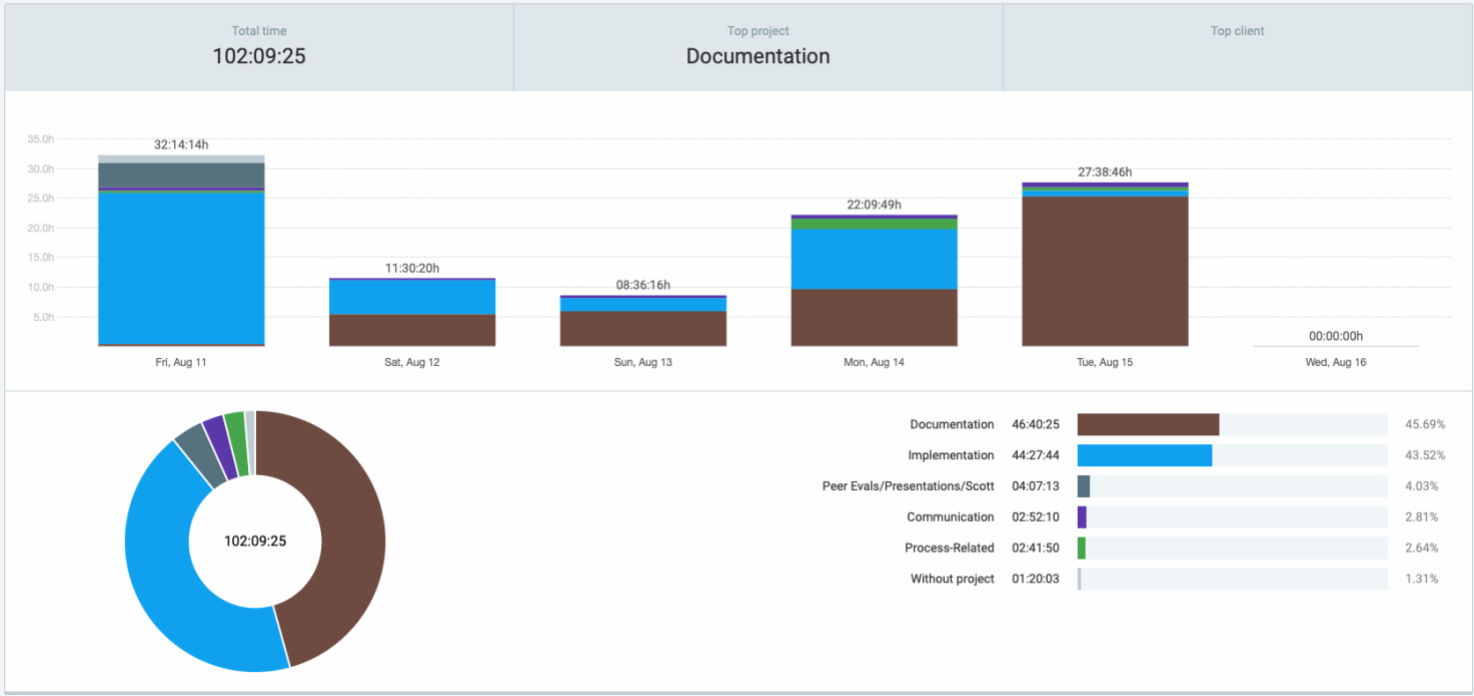 Total time
102:09:25
Top project
Documentation
Top client
35.0h
30.0h
25.0h
20.0h
15.0h
10.0h
5.0h
32:14:14h
11:30:20h
08:36:16h
22:09:49h
27:38:46h
00:00:00h
Fri, Aug 11
Sat, Aug 12
Sun, Aug 13
Mon, Aug 14
Tue, Aug 15
Wed, Aug 16
102:09:25
Documentation 46:40:25 45.69%
Implementation 44:27:44 43.52%
Peer Evals/Presentations/Scott 04:07:13 4.03%
Communication 02:52:10 2.81%
Process-Related 02:41:50 2.64%
Without project 01:20:03 1.31%